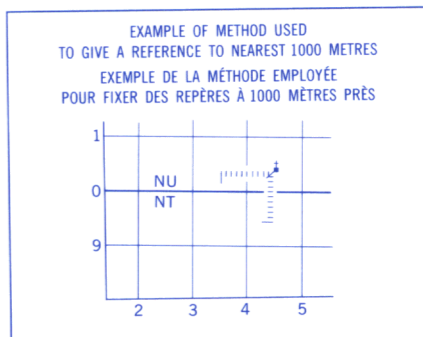 EXAMPLE OF METHOD USED
TO GIVE A REFERENCE TO NEAREST 1000 METRES
EXEMPLE DE LA MÉTHODE EMPLOYÉE
POUR FIXER DES REPÈRES À 1000 MÈTRES PRÈS
1
NU
0
NT
9
2 3 4 5